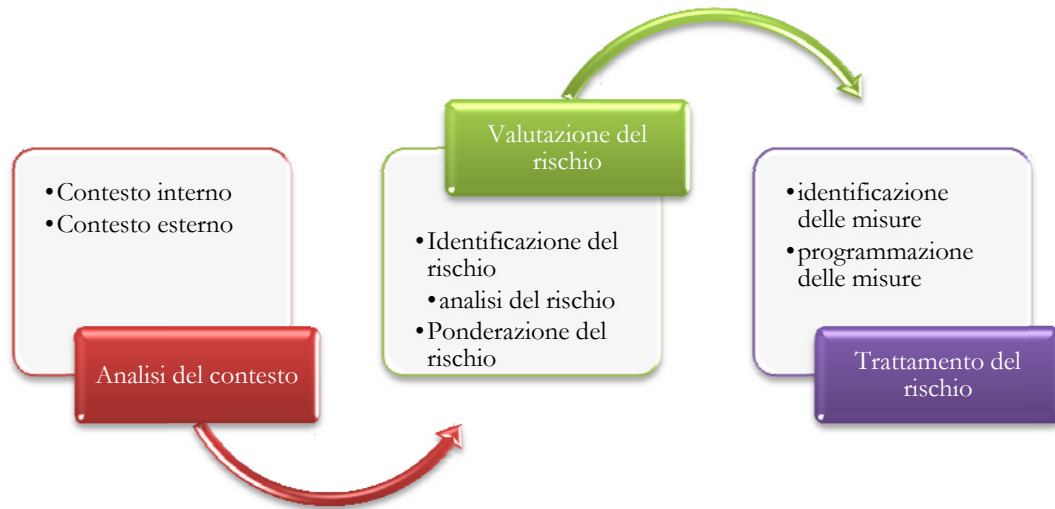 •Contesto interno
•Contesto esterno
Analisi del contesto
Valutazione del
rischio
•Identificazione del
rischio
•analisi del rischio
•Ponderazione del
rischio
•identificazione
delle misure
•programmazione
delle misure
Trattamento del
rischio